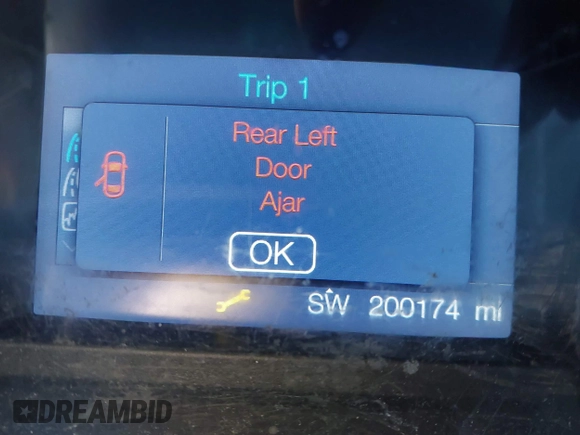 Trip 1
Rear Left
Door
Ajar
OK
SW 200174 mi
DREAMBID